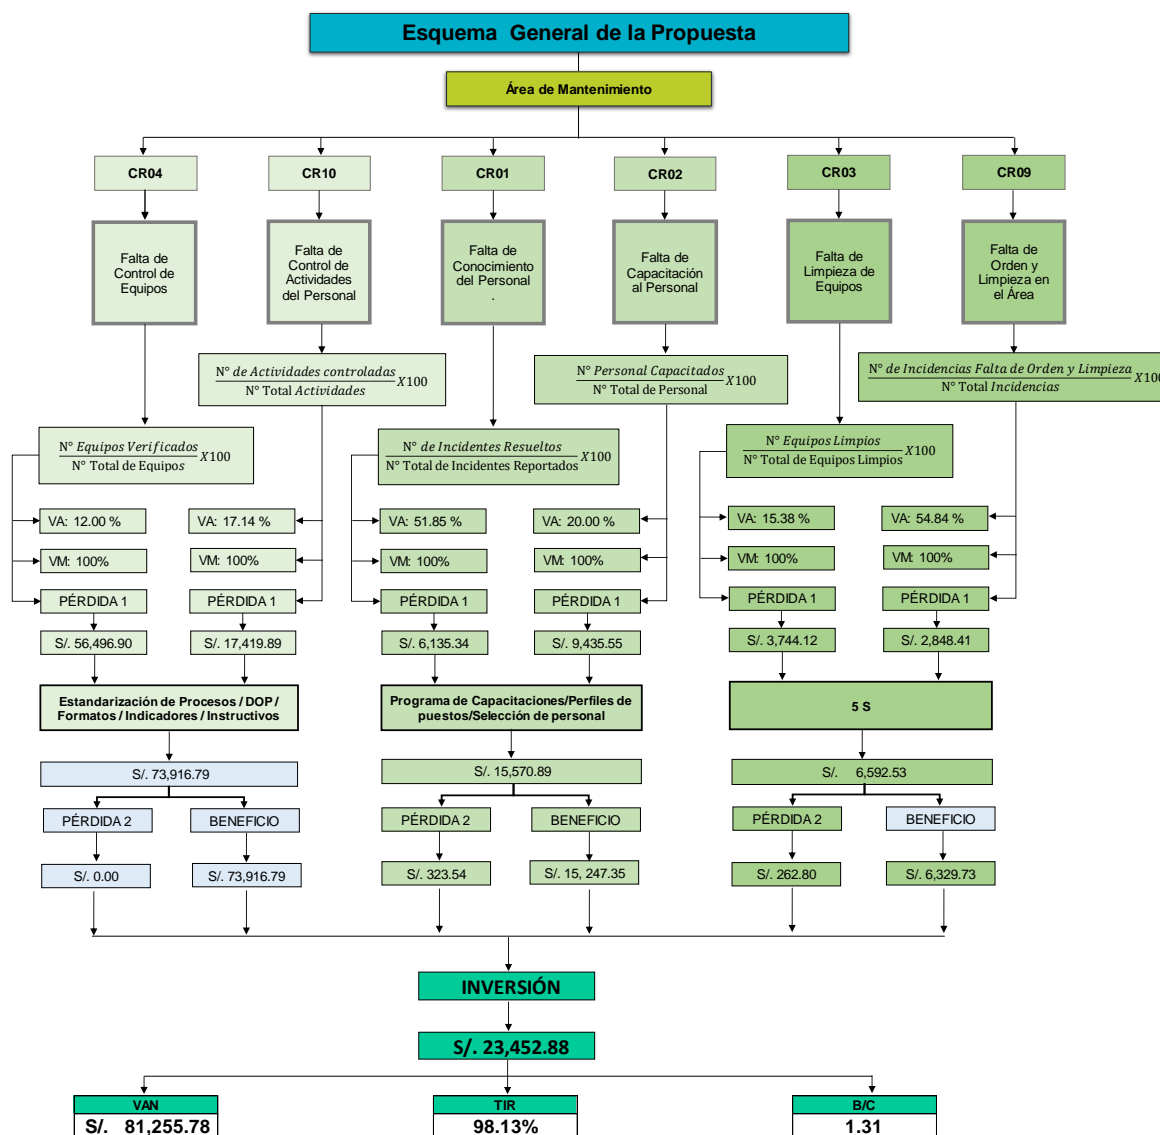 Esquema General de la Propuesta
Área de Mantenimiento
CR04
CR10
CR01
CR02
CR03
CR09
Falta de
Control de
Equipos
Falta de
Control de
Actividades
del Personal
Falta de
Conocimiento
del Personal
.
Falta de
Capacitación
al Personal
Falta de
Limpieza de
Equipos
Falta de
Orden y
Limpieza en
el Área
N° de Actividades controladas
N° Total Actividades
X100
N° Personal Capacitados
N° Total de Personal
X100
N° de Incidencias Falta de Orden y Limpieza
N° Total Incidencias
X100
N° Equipos Verificados
N° Total de Equipos
X100
N° de Incidentes Resueltos
N° Total de Incidentes Reportados
X100
N° Equipos Limpios
N° Total de Equipos Limpios
X100
VA: 12.00 %
VA: 17.14 %
VA: 51.85 %
VA: 20.00 %
VA: 15.38 %
VA: 54.84 %
VM: 100%
VM: 100%
VM: 100%
VM: 100%
VM: 100%
VM: 100%
PÉRDIDA 1
PÉRDIDA 1
PÉRDIDA 1
PÉRDIDA 1
PÉRDIDA 1
PÉRDIDA 1
S/. 56,496.90
S/. 17,419.89
S/. 6,135.34
S/. 9,435.55
S/. 3,744.12
S/. 2,848.41
Estandarización de Procesos / DOP /
Formatos / Indicadores / Instructivos
Programa de Capacitaciones/Perfiles de
puestos/Selección de personal
5 S
S/. 73,916.79
S/. 15,570.89
S/. 6,592.53
PÉRDIDA 2
BENEFICIO
PÉRDIDA 2
BENEFICIO
PÉRDIDA 2
BENEFICIO
S/. 0.00
S/. 73,916.79
S/. 323.54
S/. 15, 247.35
S/. 262.80
S/. 6,329.73
INVERSIÓN
S/. 23,452.88
VAN
TIR
B/C
S/. 81,255.78
98.13%
1.31